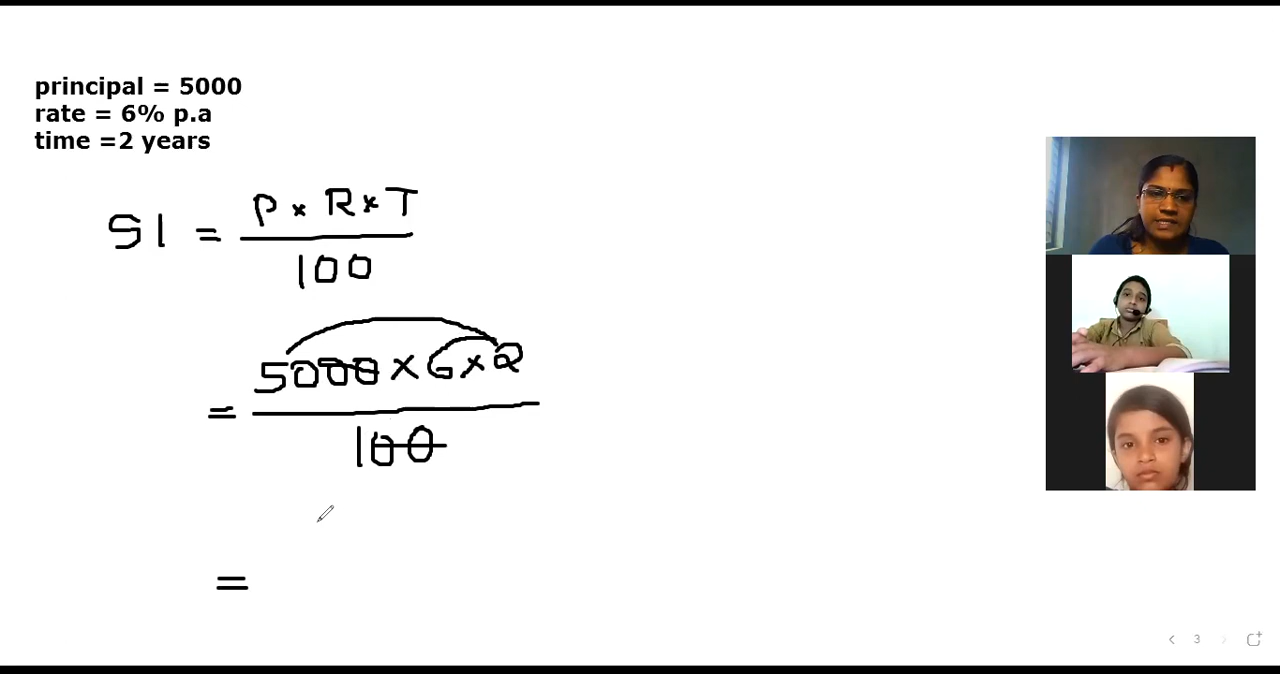 principal = 5000
rate = 6% p.a
time =2 years
SI = P × R × T
100
= 5000 × 6 × 2
100
=
3